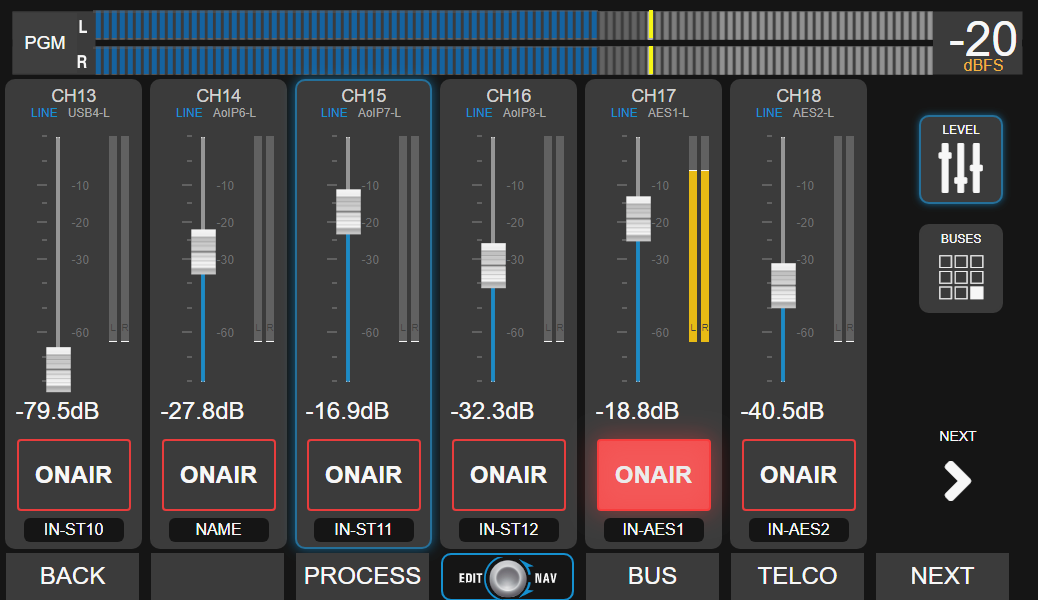 PGM
L
R
-20
dBFS
CH13
LINE USB4-L
-10
-20
-30
-60
L R
-79.5dB
ONAIR
IN-ST10
CH14
LINE AoIP6-L
-10
-20
-30
-60
L R
-27.8dB
ONAIR
NAME
CH15
LINE AoIP7-L
-10
-20
-30
-60
L R
-16.9dB
ONAIR
IN-ST11
CH16
LINE AoIP8-L
-10
-20
-30
-60
L R
-32.3dB
ONAIR
IN-ST12
CH17
LINE AES1-L
-10
-20
-30
-60
L R
-18.8dB
ONAIR
IN-AES1
CH18
LINE AES2-L
-10
-20
-30
-60
L R
-40.5dB
ONAIR
IN-AES2
LEVEL
BUSES
NEXT
BACK
PROCESS
EDIT NAV
BUS
TELCO
NEXT